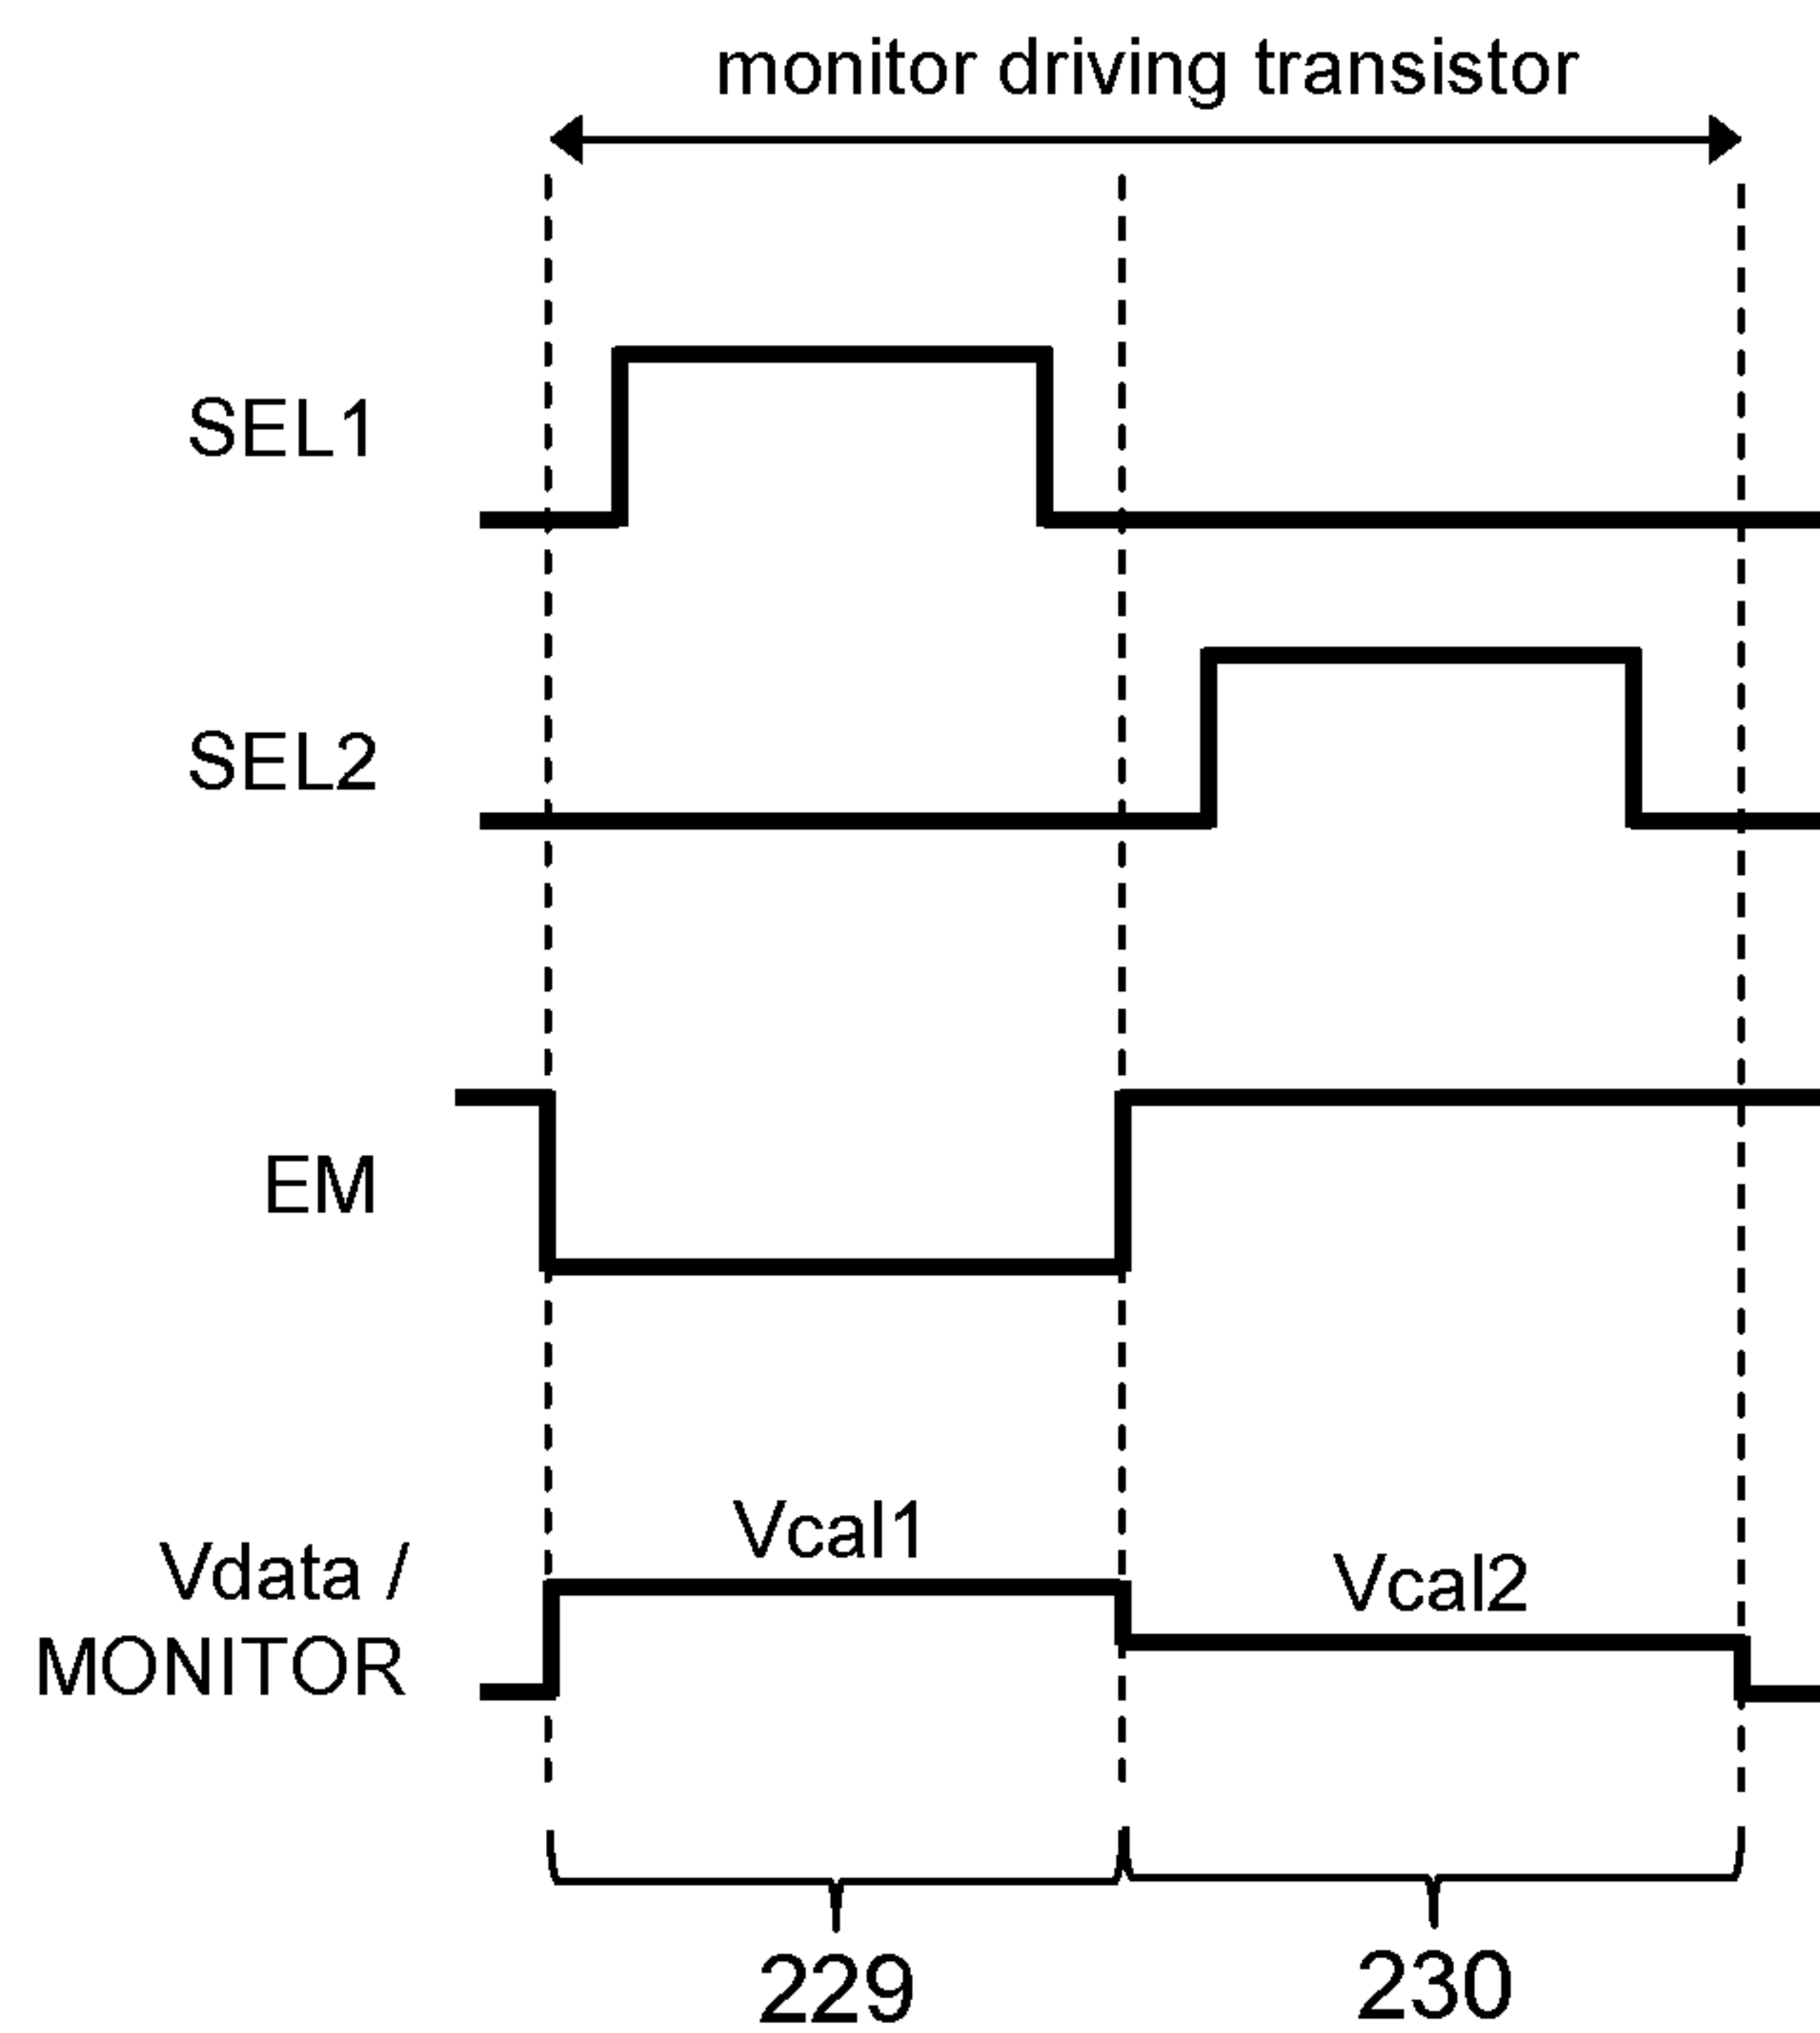 monitor driving transistor
SEL1
SEL2
EM
Vcal1
Vcal2
Vdata /
MONITOR
229
230